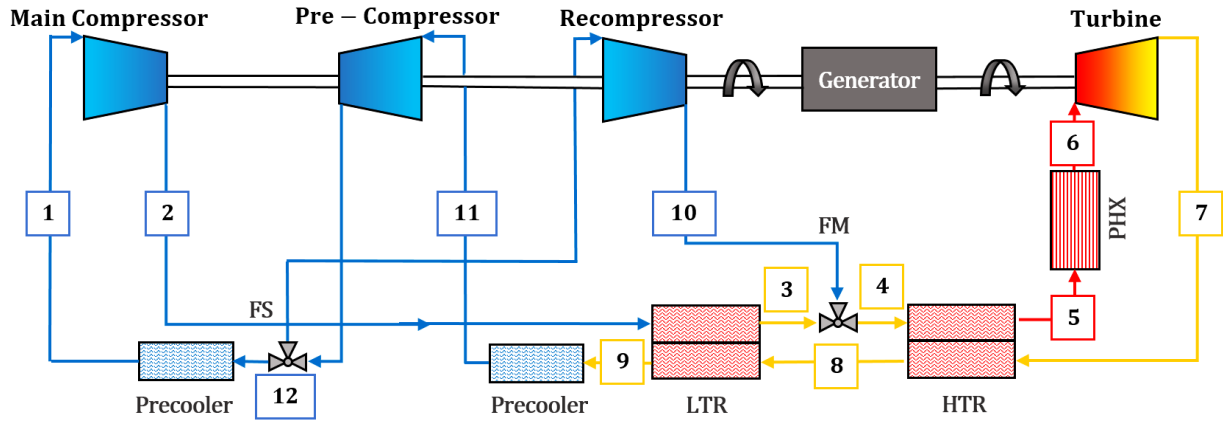 Main Compressor
Pre – Compressor
Recompressor
Turbine
Generator
6
1
2
11
10
7
PHX
FM
FS
3
4
5
9
8
12
Precooler
Precooler
LTR
HTR